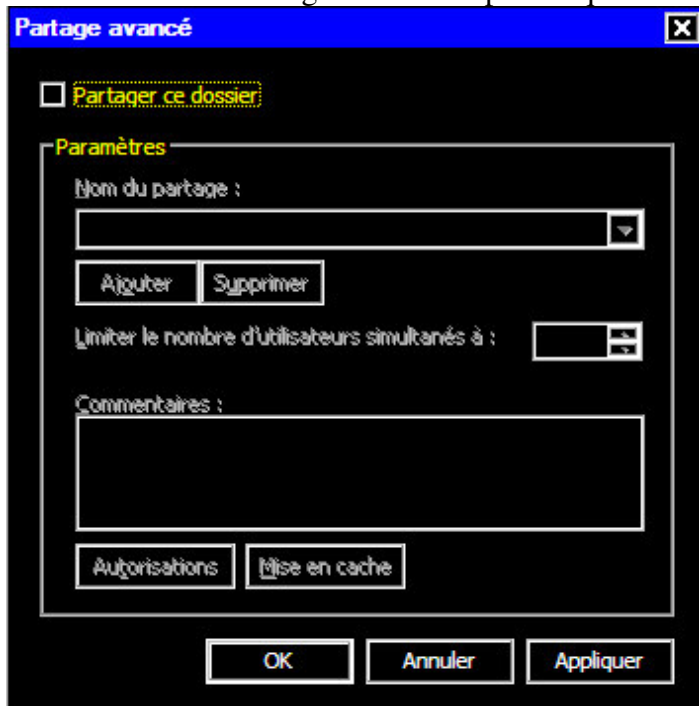 Partage avancé
Partager ce dossier
Paramètres
Nom du partage :
Ajouter Supprimer
Limiter le nombre d'utilisateurs simultanés à :
Commentaires :
Autorisations Mise en cache
OK Annuler Appliquer